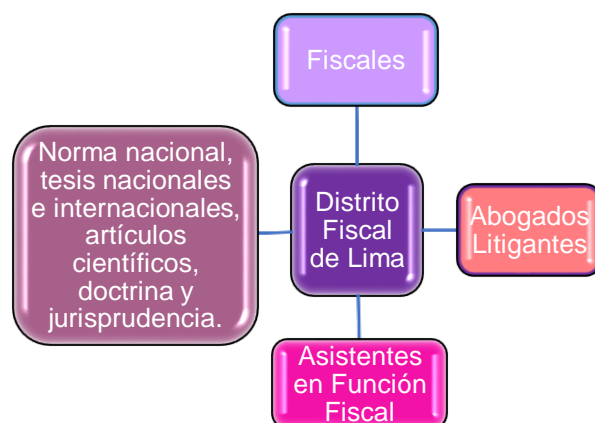 Fiscales
Norma nacional,
tesis nacionales
e internacionales,
artículos
científicos,
doctrina y
jurisprudencia.
Distrito
Fiscal
de Lima
Abogados
Litigantes
Asistentes
en Función
Fiscal